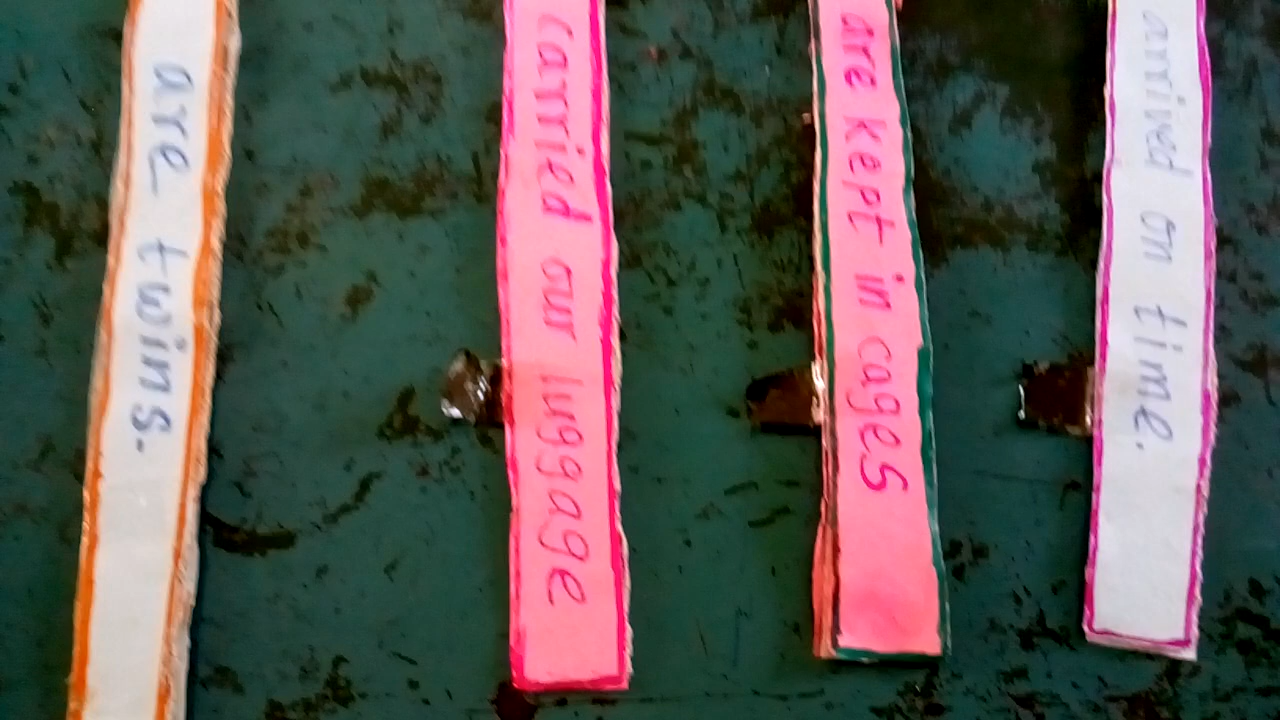 are twins.
carried our luggage
are kept in cages
arrived on time.